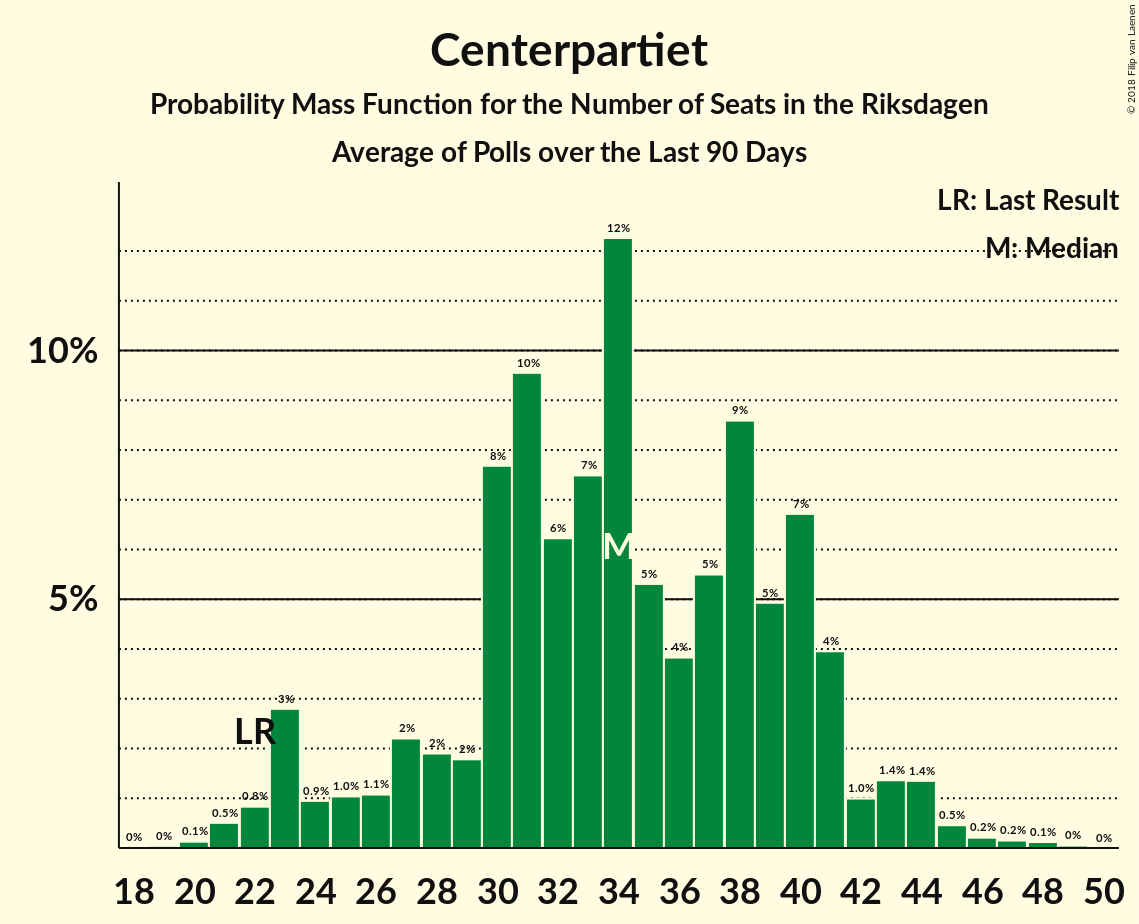 Centerpartiet
Probability Mass Function for the Number of Seats in the Riksdagen
Average of Polls over the Last 90 Days
© 2018 Filip van Laenen
LR: Last Result
M: Median
10%
5%
0% 0% 0.1% 0.5% 0.8% 3% 0.9% 1.0% 1.1% 2% 2% 2% 8% 10% 6% 7% 12% 5% 4% 5% 9% 5% 7% 4% 1.0% 1.4% 1.4% 0.5% 0.2% 0.2% 0.1% 0% 0%
LR
M
18 20 22 24 26 28 30 32 34 36 38 40 42 44 46 48 50